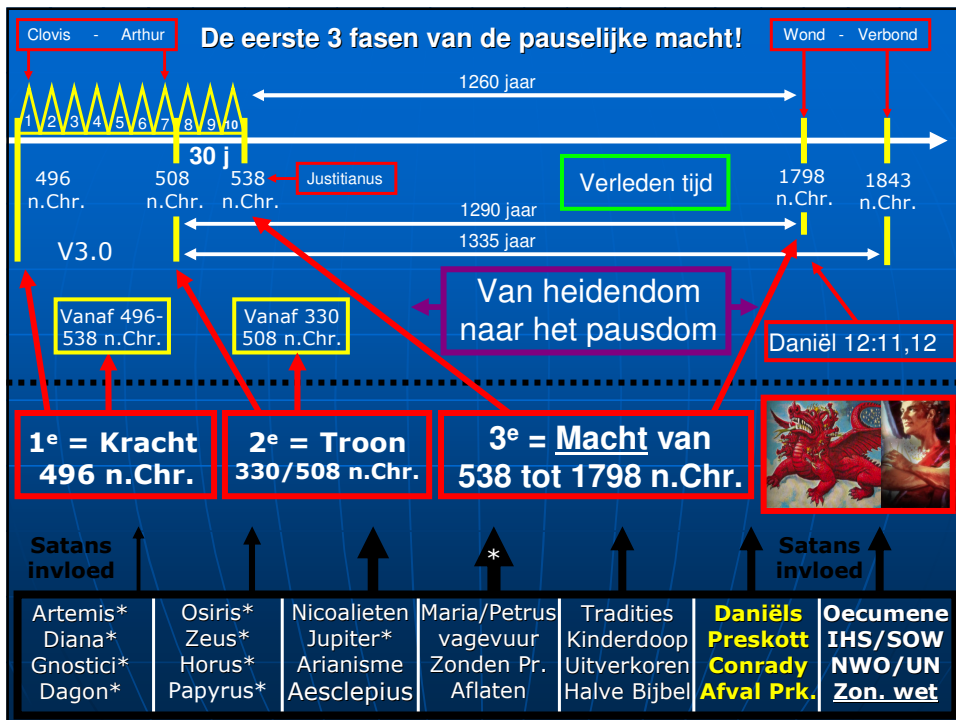 Clovis - Arthur
De eerste 3 fasen van de pauselijke macht!
Wond - Verbond
1260 jaar
1 2 3 4 5 6 7 8 9 10
30 j
496
n.Chr.
508
n.Chr.
538
n.Chr.
Justitianus
Verleden tijd
1798
n.Chr.
1843
n.Chr.
1290 jaar
1335 jaar
V3.0
Vanaf 496-
538 n.Chr.
Vanaf 330
508 n.Chr.
Van heidendom
naar het pausdom
Daniël 12:11,12
1e = Kracht
496 n.Chr.
2e = Troon
330/508 n.Chr.
3e = Macht van
538 tot 1798 n.Chr.
Satans
invloed
*
Satans
invloed
Artemis*
Diana*
Gnostici*
Dagon*
Osiris*
Zeus*
Horus*
Papyrus*
Nicoalieten
Jupiter*
Arianisme
Aesclepius
Maria/Petrus
vagevuur
Zonden Pr.
Aflaten
Tradities
Kinderdoop
Uitverkoren
Halve Bijbel
Daniëls
Preskott
Conrady
Afval Prk.
Oecumene
IHS/SOW
NWO/UN
Zon. wet